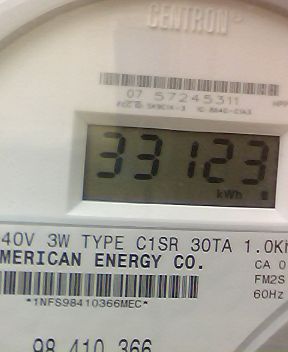 CENTRON
07 57245311
33123
kWh
40V 3W TYPE C1SR 30TA 1.0K
MERICAN ENERGY CO. CA 0
FM2S
*1NFS98410366MEC* 60Hz
98 410 366